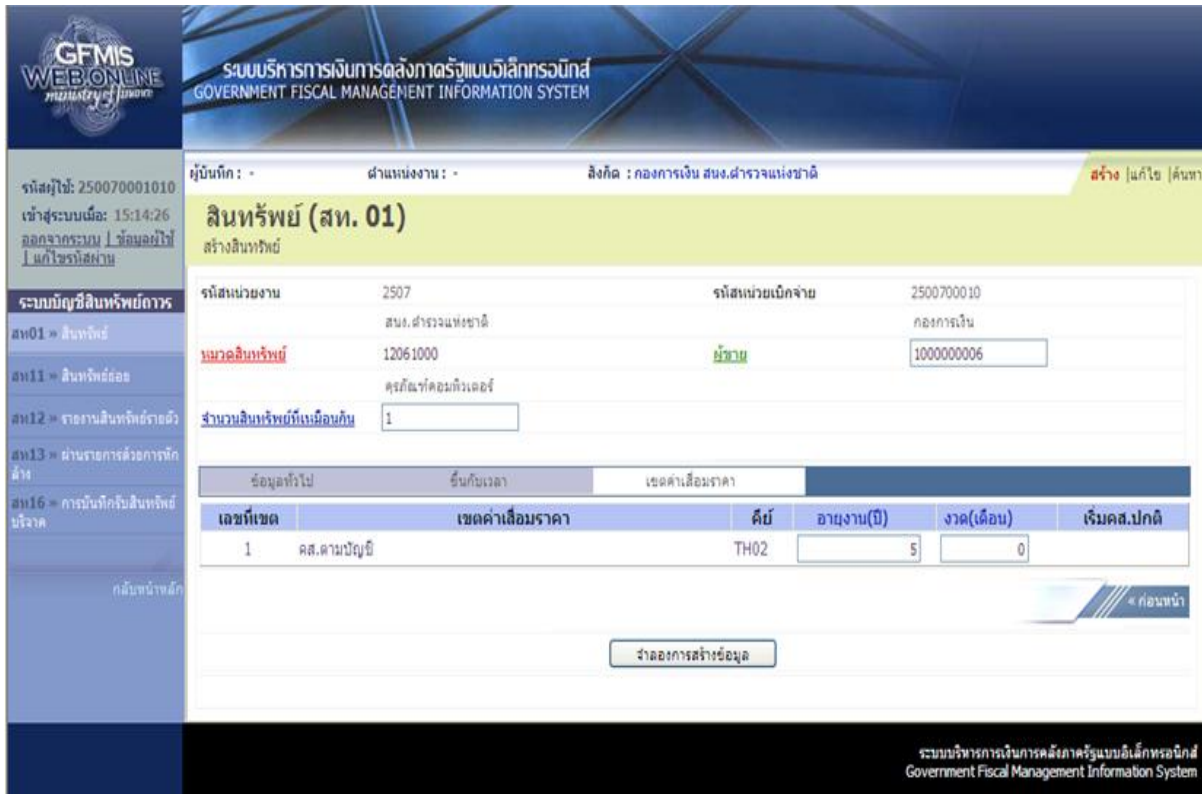 GFMIS
WEB ONLINE
ministry of finance
ระบบบริหารการเงินการคลังภาครัฐแบบอิเล็กทรอนิกส์
GOVERNMENT FISCAL MANAGEMENT INFORMATION SYSTEM
รหัสผู้ใช้: 250070001010
เข้าสู่ระบบเมื่อ: 15:14:26
ออกจากระบบ | ข้อมูลผู้ใช้
| แก้ไขรหัสผ่าน
ผู้บันทึก : - ตำแหน่งงาน : - สังกัด : กองการเงิน สนง.ตำรวจแห่งชาติ สร้าง |แก้ไข |ค้นหา
สินทรัพย์ (สท. 01)
สร้างสินทรัพย์
ระบบบัญชีสินทรัพย์ถาวร
สท01 » สินทรัพย์
สท11 » สินทรัพย์ย่อย
สท12 » รายงานสินทรัพย์รายตัว
สท13 » ผ่านรายการด้วยการหัก
ล้าง
สท16 » การบันทึกรับสินทรัพย์
บริจาค
กลับหน้าหลัก
รหัสหน่วยงาน 2507 รหัสหน่วยเบิกจ่าย 2500700010
สนง.ตำรวจแห่งชาติ กองการเงิน
หมวดสินทรัพย์ 12061000 ผู้ขาย 1000000006
ครุภัณฑ์คอมพิวเตอร์
จำนวนสินทรัพย์ที่เหมือนกัน 1
ข้อมูลทั่วไป ขึ้นกับเวลา เขตค่าเสื่อมราคา
เลขที่เขต เขตค่าเสื่อมราคา คีย์ อายุงาน(ปี) งวด(เดือน) เริ่มคส.ปกติ
1 คส.ตามบัญชี TH02 5 0
« ก่อนหน้า
จำลองการสร้างข้อมูล
ระบบบริหารการเงินการคลังภาครัฐแบบอิเล็กทรอนิกส์
Government Fiscal Management Information System